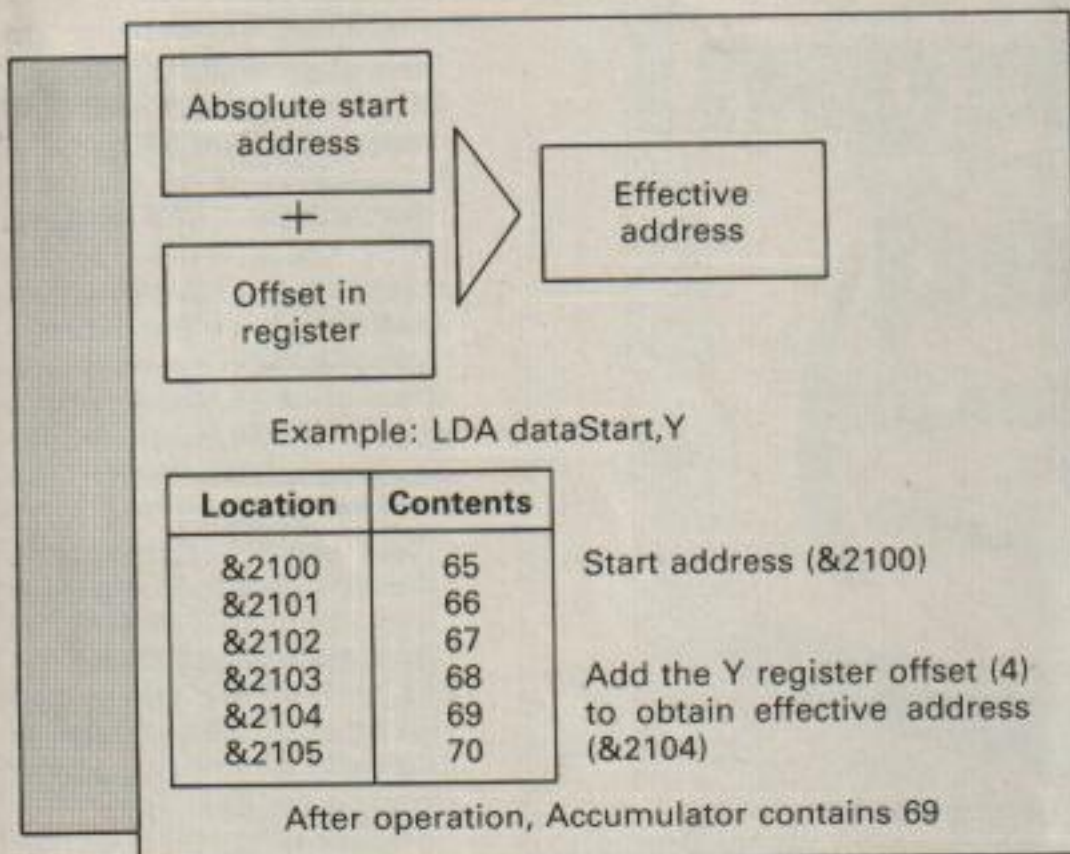 Absolute start
address
+
Offset in
register
Effective
address
Example: LDA dataStart,Y
Location Contents
&2100 65 Start address (&2100)
&2101 66
&2102 67
&2103 68 Add the Y register offset (4)
&2104 69 to obtain effective address
&2105 70 (&2104)
After operation, Accumulator contains 69